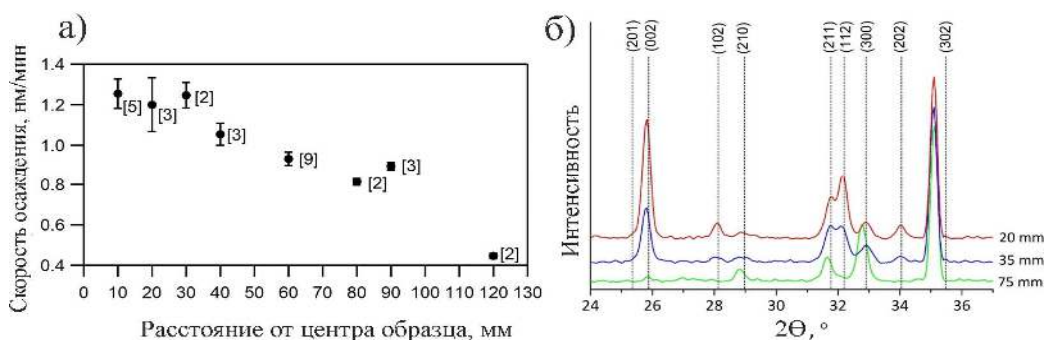 а)
Скорость осаждения, нм/мин
1.4
1.2
1.0
0.8
0.6
0.4
[5]
[3]
[2]
[3]
[9]
[2]
[3]
[2]
0 10 20 30 40 50 60 70 80 90 100 110 120 130
Расстояние от центра образца, мм
б)
Интенсивность
(201)
(002)
(102)
(210)
(211)
(112)
(300)
(202)
(302)
20 mm
35 mm
75 mm
24 26 28 30 32 34 36
2Θ, °